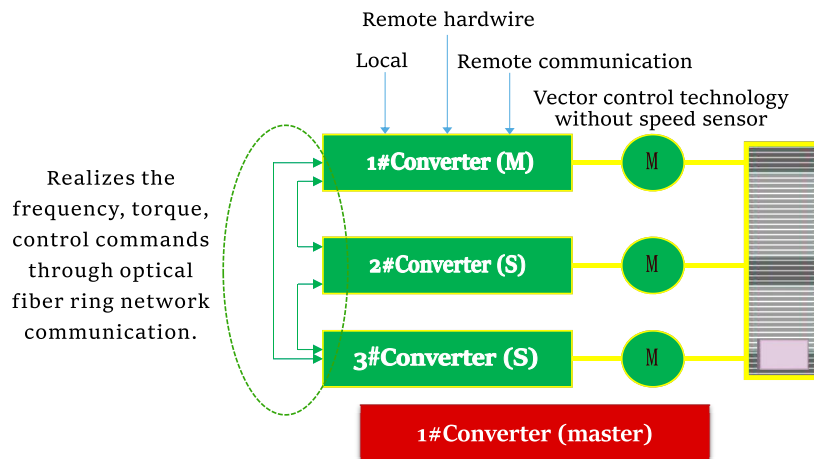 Remote hardwire
Local
Remote communication
Vector control technology
without speed sensor
1#Converter (M)
M
Realizes the
frequency, torque,
control commands
through optical
fiber ring network
communication.
2#Converter (S)
M
3#Converter (S)
M
1#Converter (master)